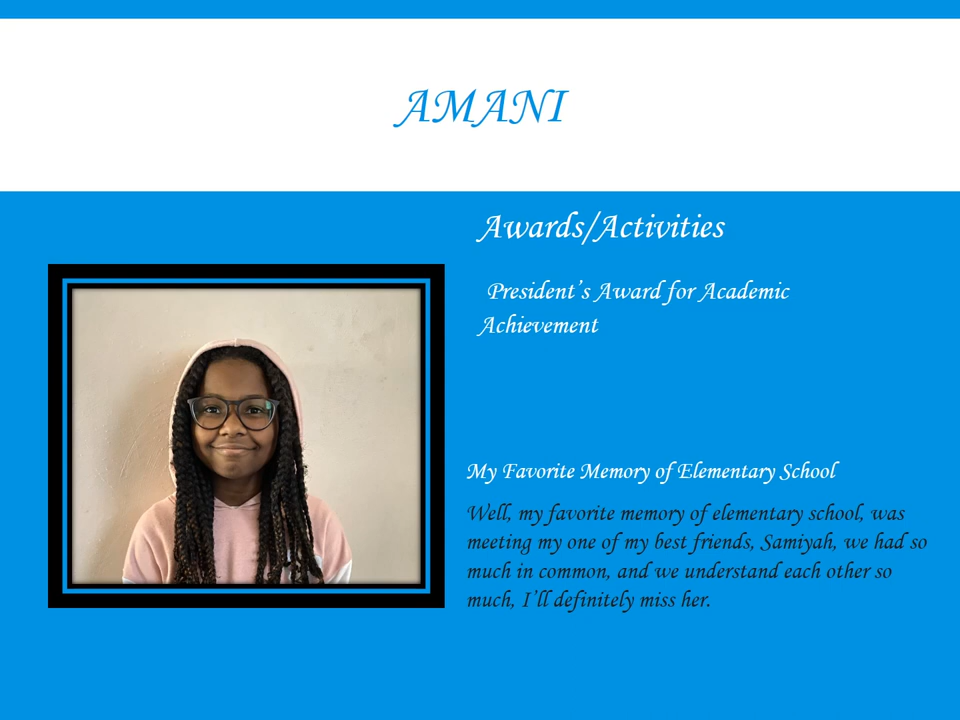 AMANI
Awards/Activities
President’s Award for Academic
Achievement
My Favorite Memory of Elementary School
Well, my favorite memory of elementary school, was
meeting my one of my best friends, Samiyah, we had so
much in common, and we understand each other so
much, I’ll definitely miss her.